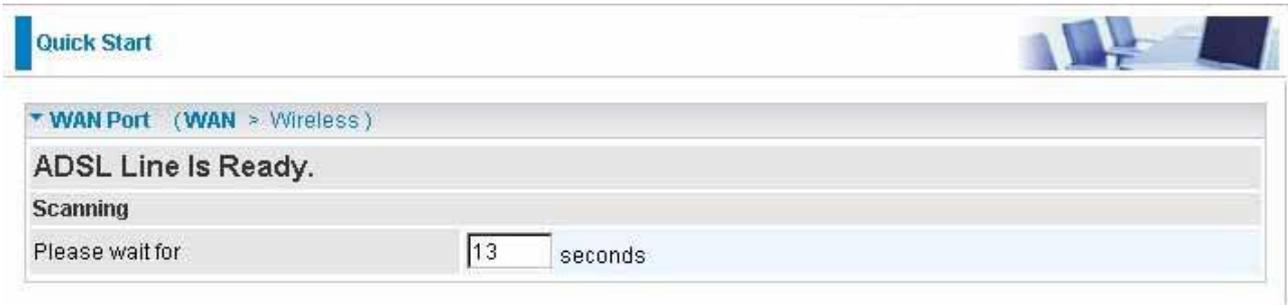 Quick Start
WAN Port (WAN > Wireless)
ADSL Line Is Ready.
Scanning
Please wait for 13 seconds